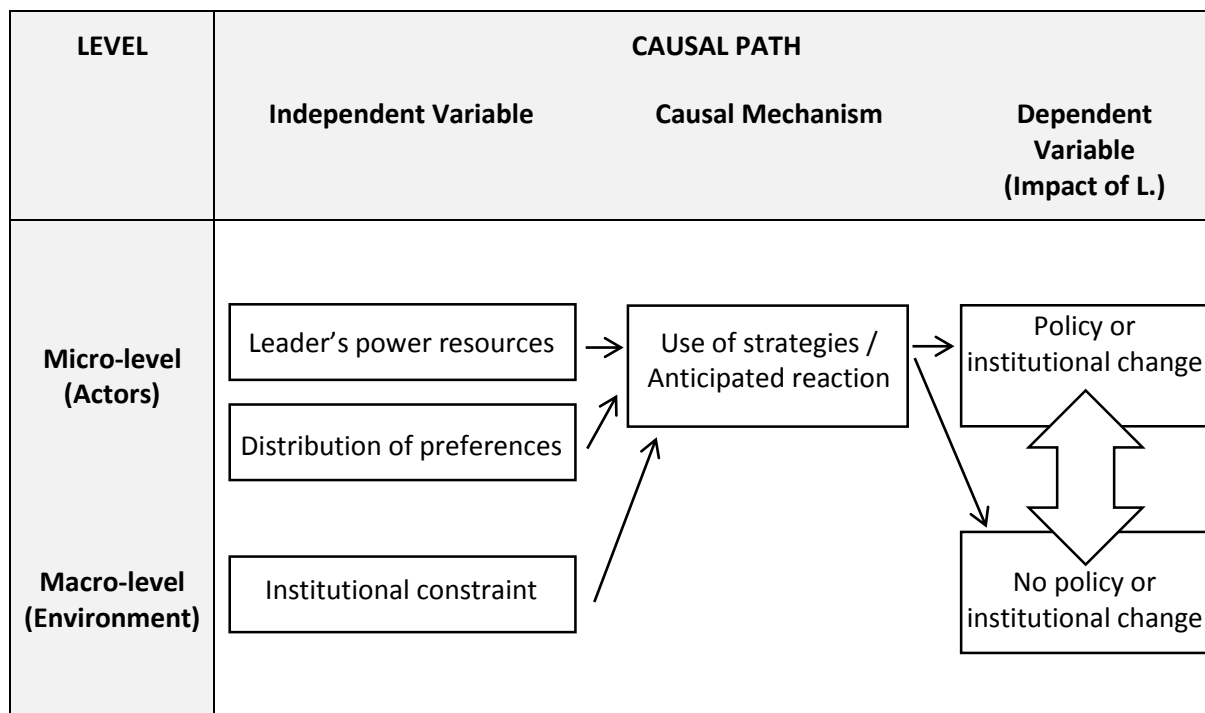 LEVEL
CAUSAL PATH
Independent Variable
Causal Mechanism
Dependent
Variable
(Impact of L.)
Micro-level
(Actors)
Leader’s power resources
Distribution of preferences
Use of strategies /
Anticipated reaction
Policy or
institutional change
Macro-level
(Environment)
Institutional constraint
No policy or
institutional change